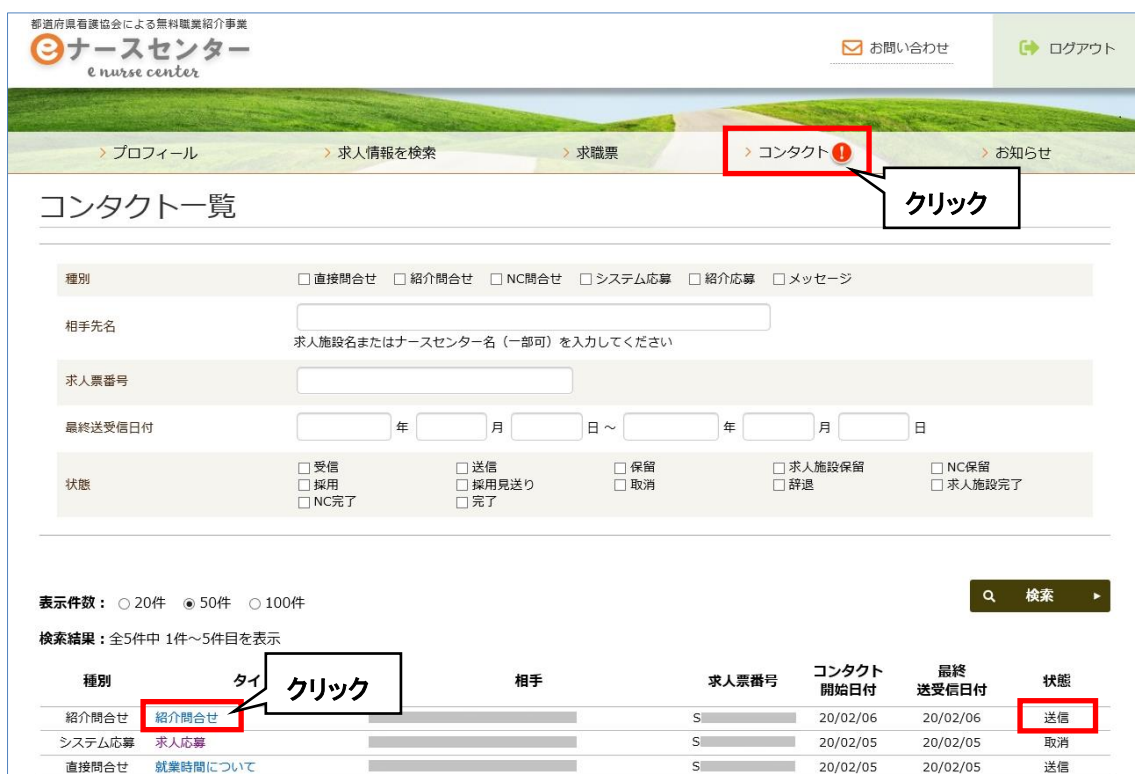 都道府県看護協会による無料職業紹介事業
eナースセンター
e nurse center
お問い合わせ
ログアウト
プロフィール
求人情報を検索
求職票
コンタクト
お知らせ
クリック
コンタクト一覧
種別 □直接問合せ □紹介問合せ □NC問合せ □システム応募 □紹介応募 □メッセージ
相手先名
求人施設名またはナースセンター名（一部可）を入力してください
求人票番号
最終送受信日付 年 月 日～ 年 月 日
□受信 □送信 □保留 □求人施設保留 □NC保留
状態 □採用 □採用見送り □取消 □辞退 □求人施設完了
□NC完了 □完了
表示件数： ○20件 ◉50件 ○100件
検索
検索結果：全5件中 1件～5件目を表示
クリック
種別 タイ 相手 求人票番号 コンタクト開始日付 最終送受信日付 状態
紹介問合せ 紹介問合せ S 20/02/06 20/02/06 送信
システム応募 求人応募 S 20/02/05 20/02/05 取消
直接問合せ 就業時間について S 20/02/05 20/02/05 送信